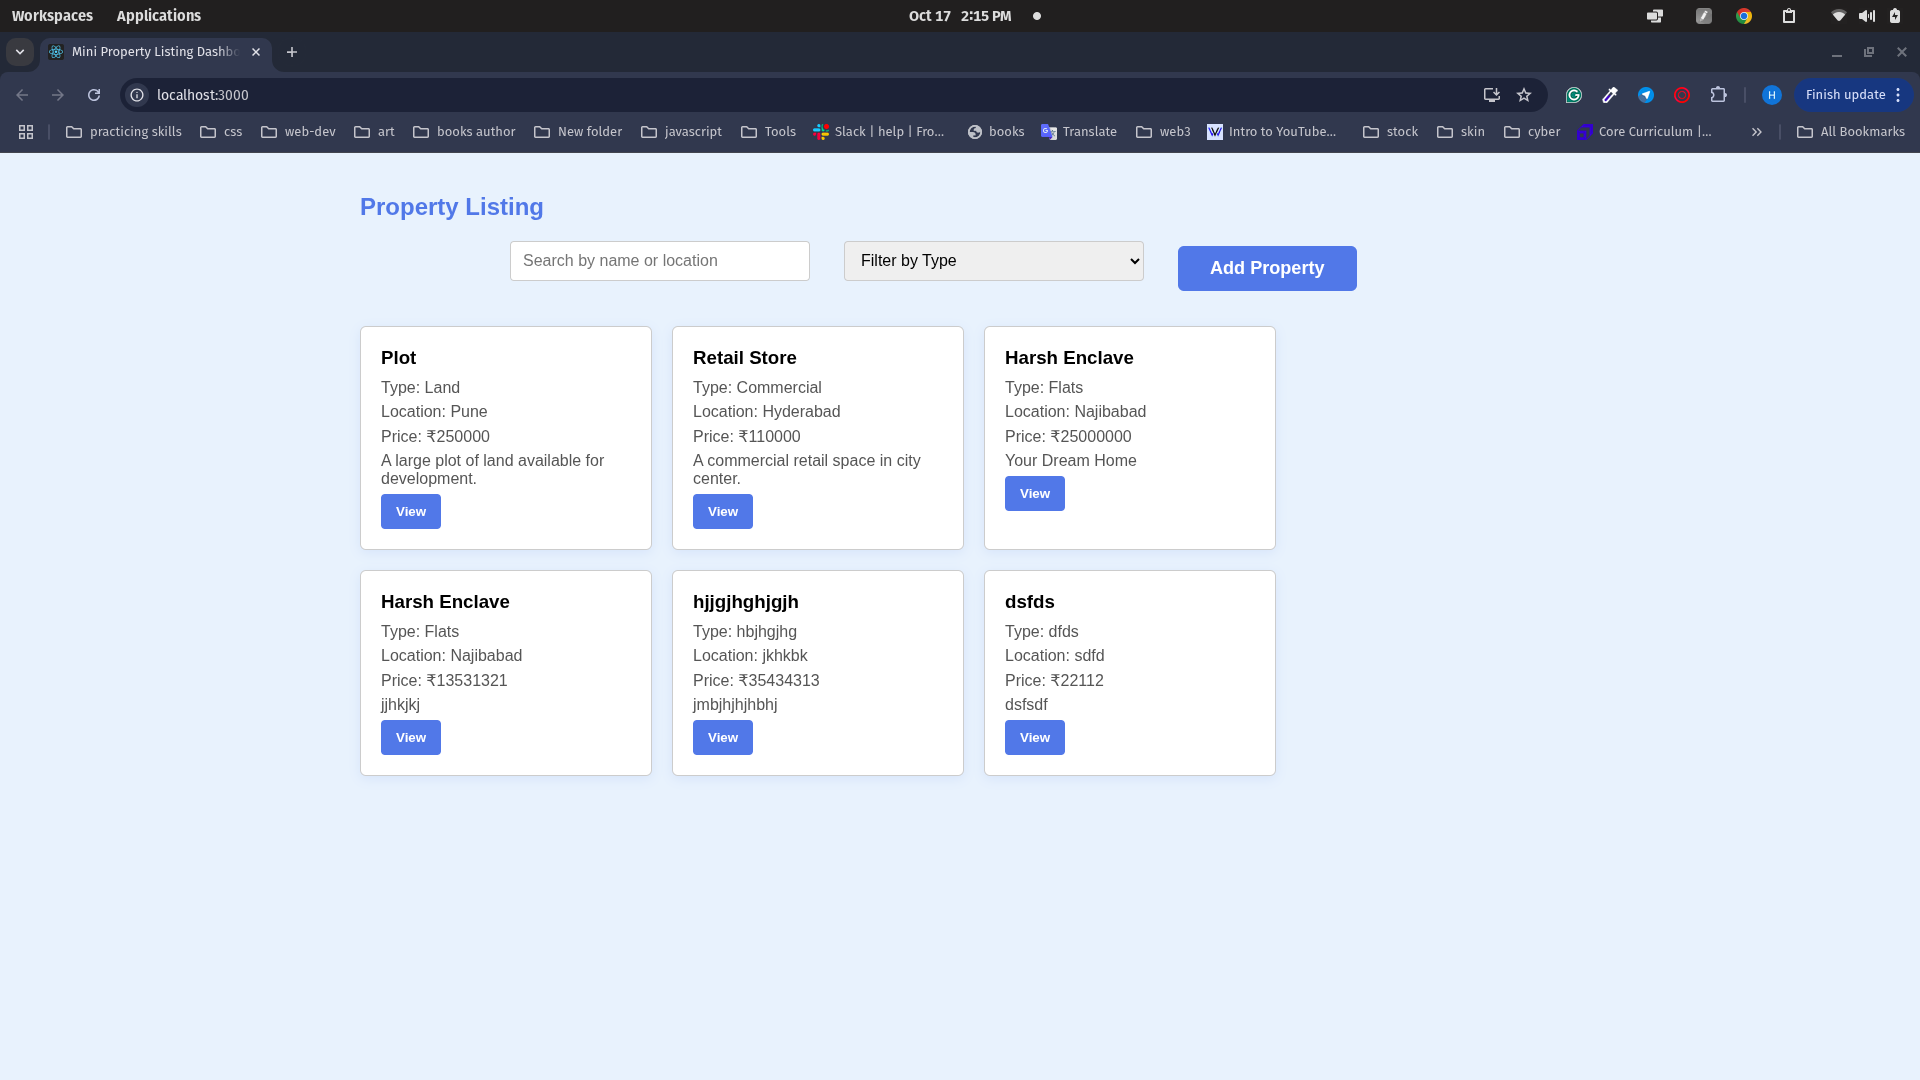 Workspaces Applications Oct 17 2:15 PM
Mini Property Listing Dashbo
localhost:3000 H Finish update
practicing skills css web-dev art books author New folder javascript Tools Slack | help | Fro... books Translate web3 Intro to YouTube... stock skin cyber Core Curriculum |... All Bookmarks
Property Listing
Search by name or location Filter by Type Add Property
Plot
Type: Land
Location: Pune
Price: ₹250000
A large plot of land available for
development.
View
Retail Store
Type: Commercial
Location: Hyderabad
Price: ₹110000
A commercial retail space in city
center.
View
Harsh Enclave
Type: Flats
Location: Najibabad
Price: ₹25000000
Your Dream Home
View
Harsh Enclave
Type: Flats
Location: Najibabad
Price: ₹13531321
jjhkjkj
View
hjjgjhghjgjh
Type: hbjhgjhg
Location: jkhkbk
Price: ₹35434313
jmbjhjhjhbhj
View
dsfds
Type: dfds
Location: sdfd
Price: ₹22112
dsfsdf
View